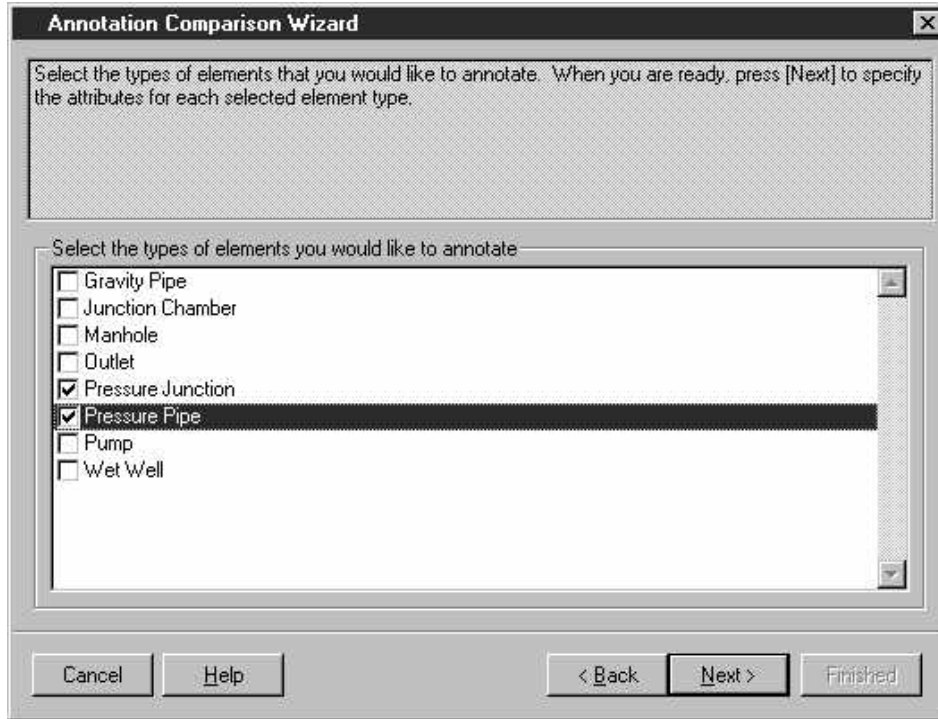 Annotation Comparison Wizard
Select the types of elements that you would like to annotate.  When you are ready, press [Next] to specify
the attributes for each selected element type.
Select the types of elements you would like to annotate
Gravity Pipe
Junction Chamber
Manhole
Outlet
Pressure Junction
Pressure Pipe
Pump
Wet Well
Cancel Help < Back Next > Finished